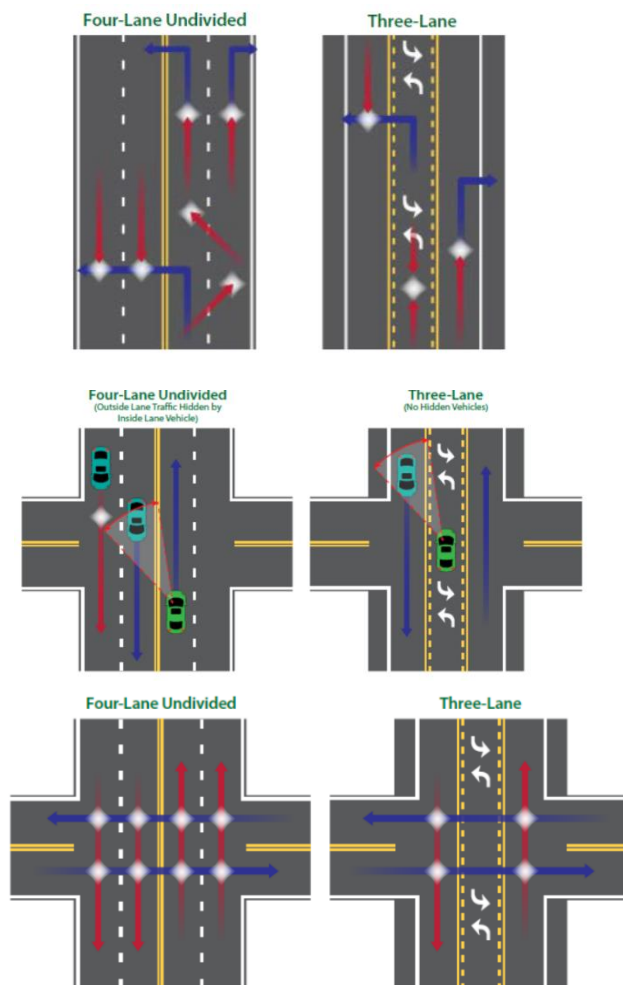 Four-Lane Undivided
Three-Lane
Four-Lane Undivided
(Outside Lane Traffic Hidden by
Inside Lane Vehicle)
Three-Lane
(No Hidden Vehicles)
Four-Lane Undivided
Three-Lane